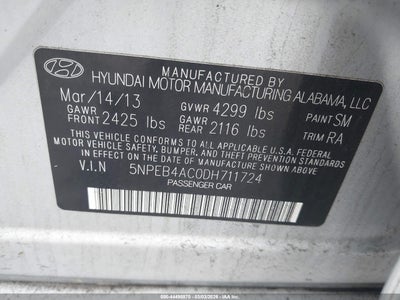 MANUFACTURED BY
HYUNDAI MOTOR MANUFACTURING ALABAMA, LLC
Mar/14/13 GVWR 4299 lbs PAINT SM
GAWR FRONT 2425 lbs GAWR REAR 2116 lbs TRIM RA
THIS VEHICLE CONFORMS TO ALL APPLICABLE U.S.A. FEDERAL
MOTOR VEHICLE SAFETY, BUMPER, AND THEFT PREVENTION
STANDARDS IN EFFECT ON THE DATE OF MANUFACTURE SHOWN ABOVE
V.I.N 5NPEB4AC0DH711724
PASSENGER CAR